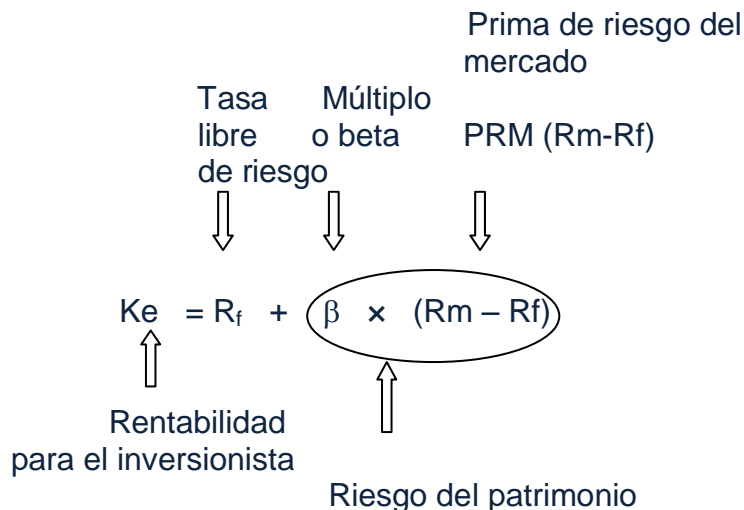 Prima de riesgo del
mercado
Tasa Múltiplo
libre o beta PRM (Rm-Rf)
de riesgo
Ke = Rf + β × (Rm – Rf)
Rentabilidad
para el inversionista
Riesgo del patrimonio